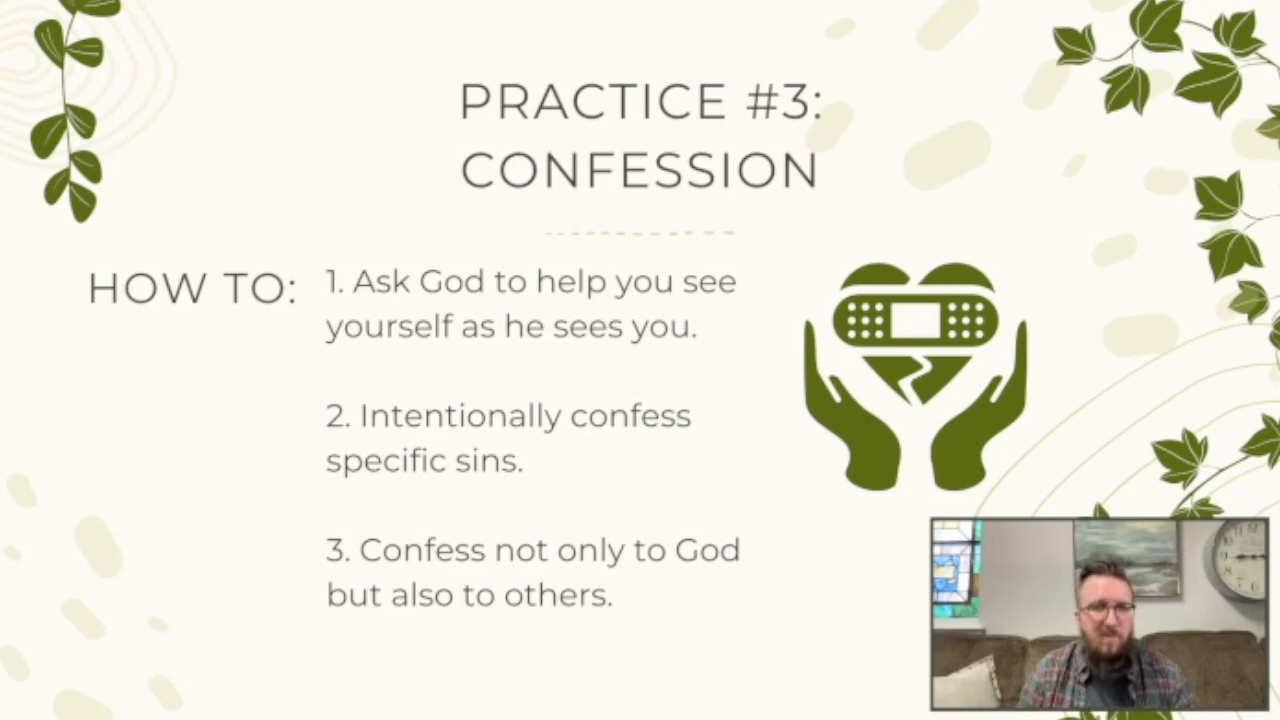 PRACTICE #3:
CONFESSION
HOW TO:
1. Ask God to help you see
yourself as he sees you.
2. Intentionally confess
specific sins.
3. Confess not only to God
but also to others.